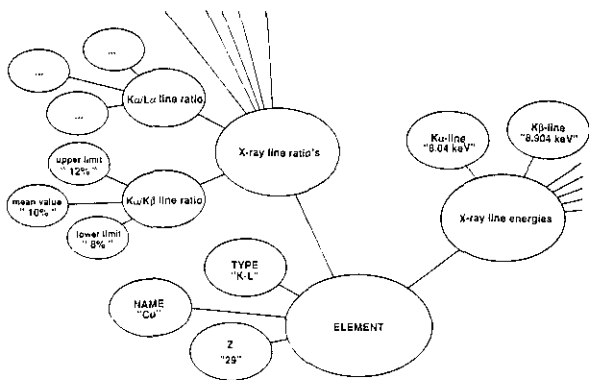 ...
...
...
Kα/Lα line ratio
X-ray line ratio's
Kα-line
"8.04 keV"
Kβ-line
"8.904 keV"
upper limit
"12%"
mean value
"10%"
lower limit
"8%"
Kα/Kβ line ratio
X-ray line energies
TYPE
"K-L"
NAME
"Cu"
ELEMENT
Z
"29"